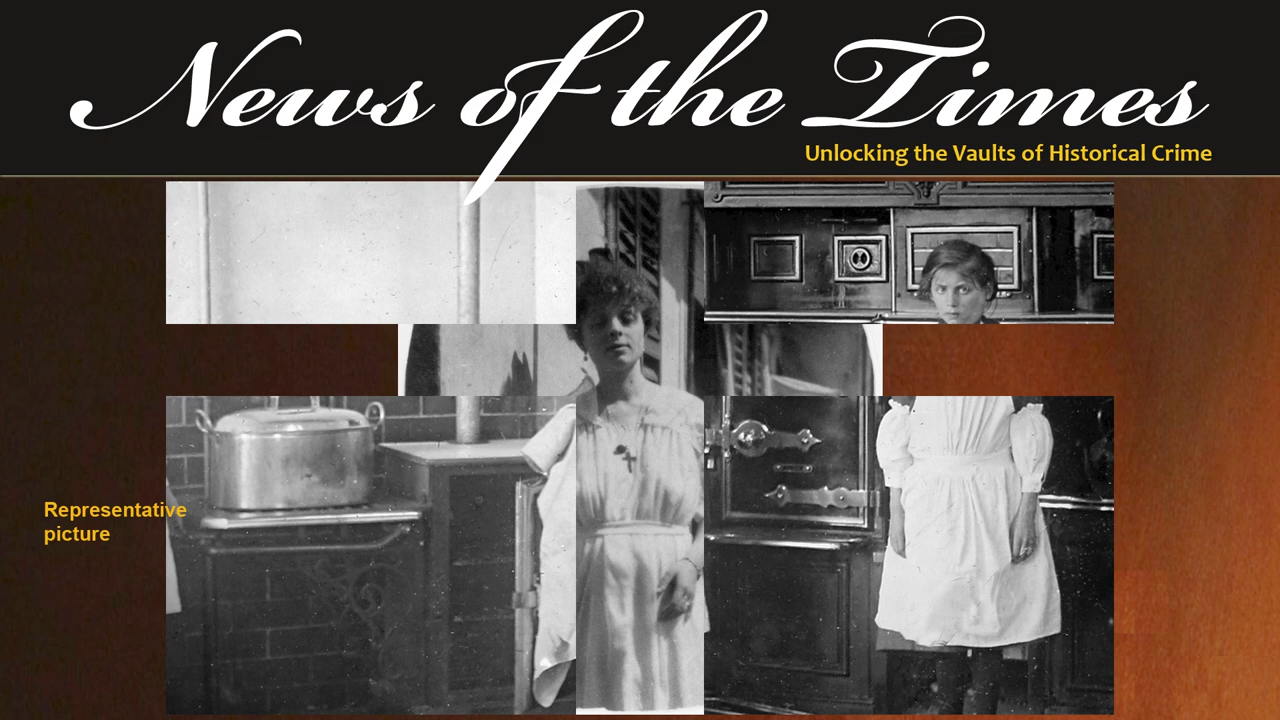 News of the Times
Unlocking the Vaults of Historical Crime
Representative
picture